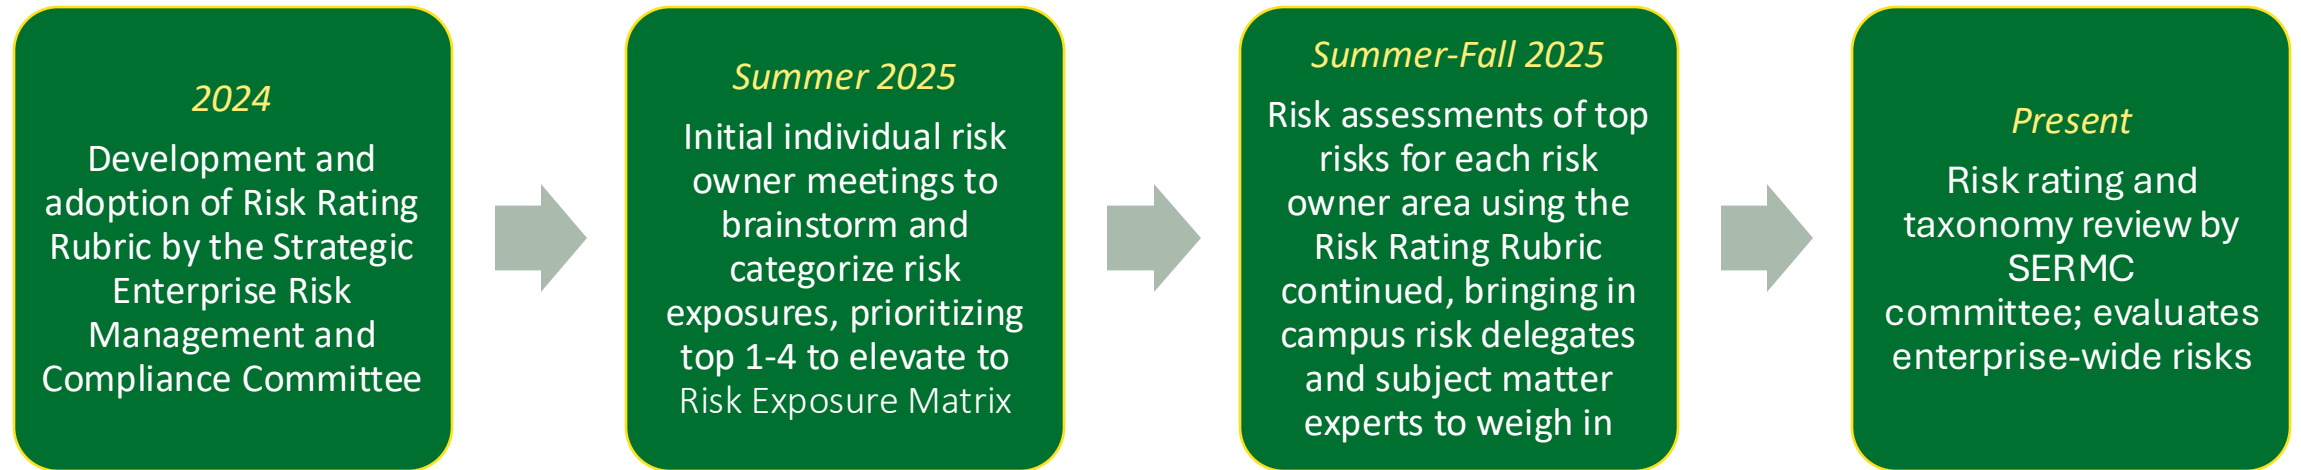 2024
Development and
adoption of Risk Rating
Rubric by the Strategic
Enterprise Risk
Management and
Compliance Committee
Summer 2025
Initial individual risk
owner meetings to
brainstorm and
categorize risk
exposures, prioritizing
top 1-4 to elevate to
Risk Exposure Matrix
Summer-Fall 2025
Risk assessments of top
risks for each risk
owner area using the
Risk Rating Rubric
continued, bringing in
campus risk delegates
and subject matter
experts to weigh in
Present
Risk rating and
taxonomy review by
SERMC
committee; evaluates
enterprise-wide risks